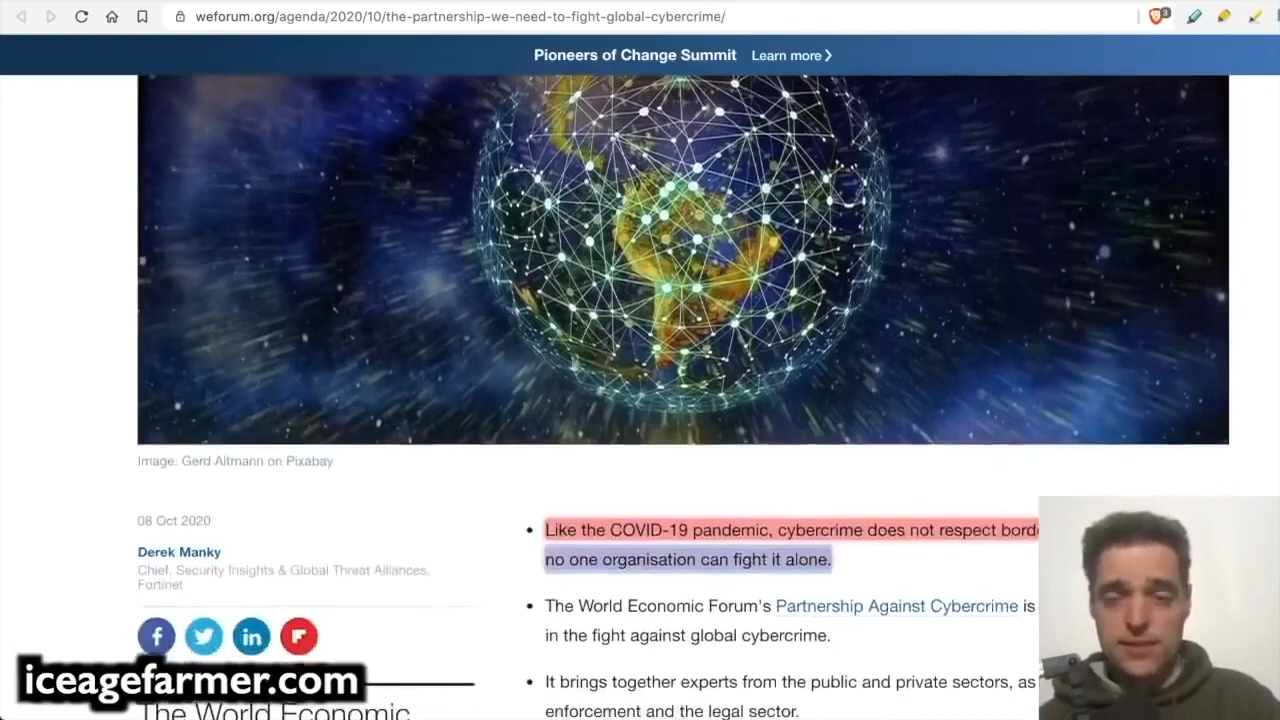 weforum.org/agenda/2020/10/the-partnership-we-need-to-fight-global-cybercrime/
3
Pioneers of Change Summit Learn more
Image: Gerd Altmann on Pixabay
08 Oct 2020
Derek Manky
Chief, Security Insights & Global Threat Alliances,
Fortinet
Like the COVID-19 pandemic, cybercrime does not respect
no one organisation can fight it alone.
The World Economic Forum's Partnership Against Cybercrime is
in the fight against global cybercrime.
It brings together experts from the public and private sectors, as
enforcement and the legal sector.
iceagefarmer.com
The World Economic